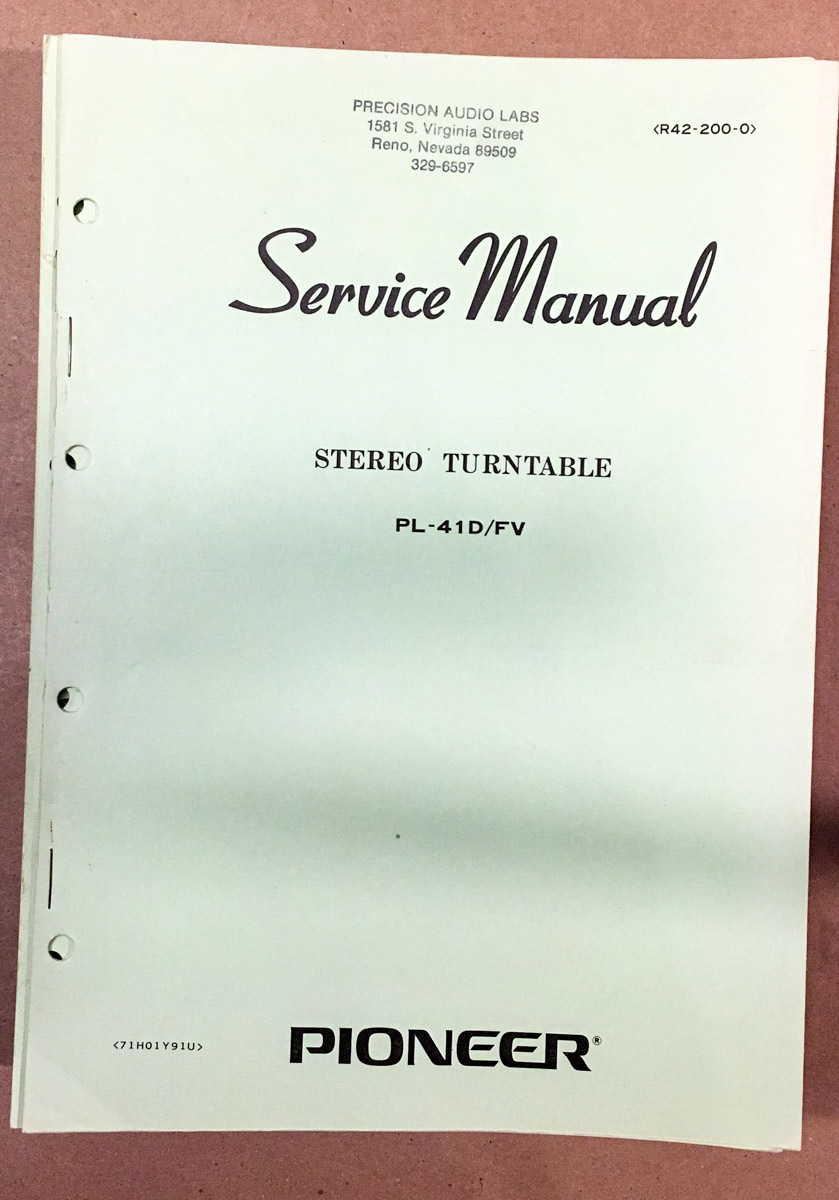 PRECISION AUDIO LABS
1581 S. Virginia Street
Reno, Nevada 89509
329-6597
<R42-200-0>
Service Manual
STEREO TURNTABLE
PL-41D/FV
<71H01Y91U>
PIONEER®